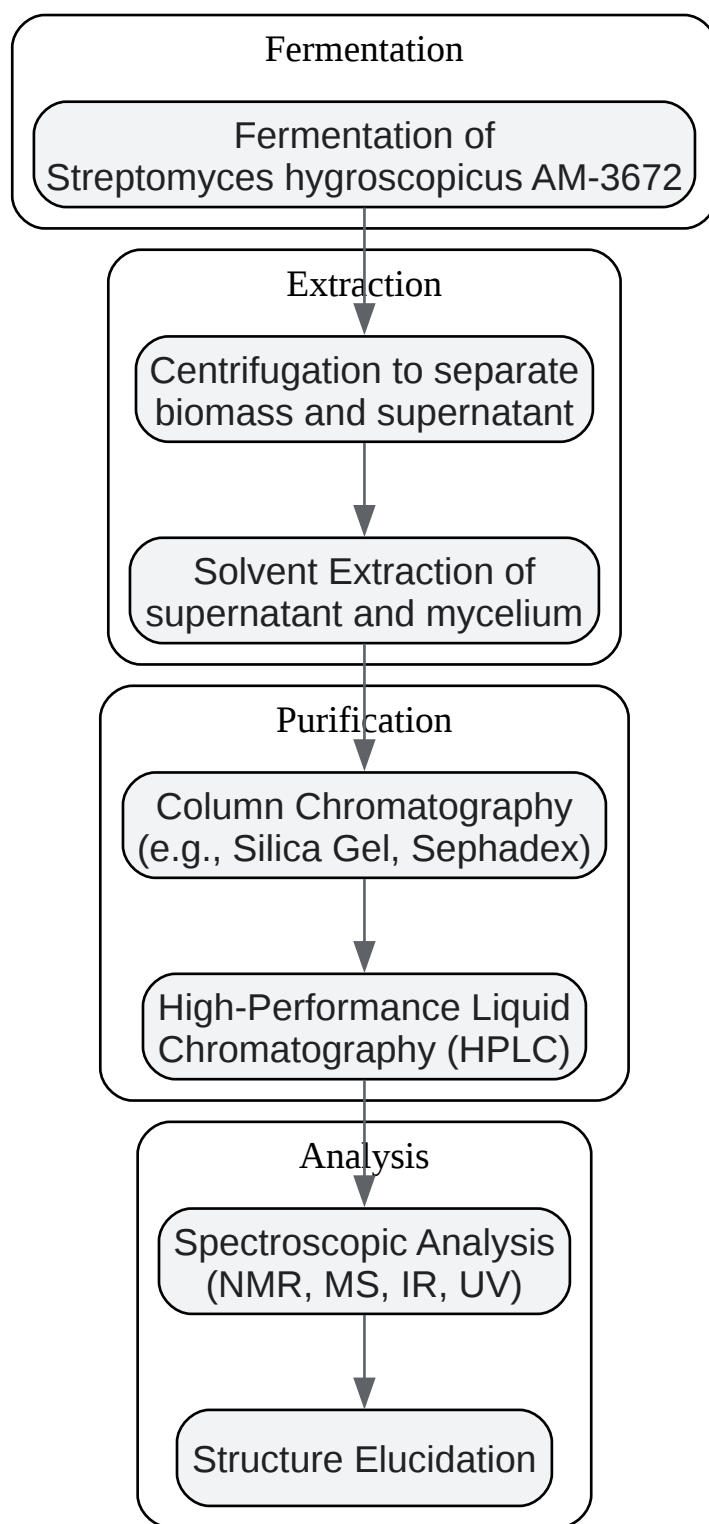 Fermentation
Fermentation of
Streptomyces hygroscopicus AM-3672
Extraction
Centrifugation to separate
biomass and supernatant
Solvent Extraction of
supernatant and mycelium
Purification
Column Chromatography
(e.g., Silica Gel, Sephadex)
High-Performance Liquid
Chromatography (HPLC)
Analysis
Spectroscopic Analysis
(NMR, MS, IR, UV)
Structure Elucidation